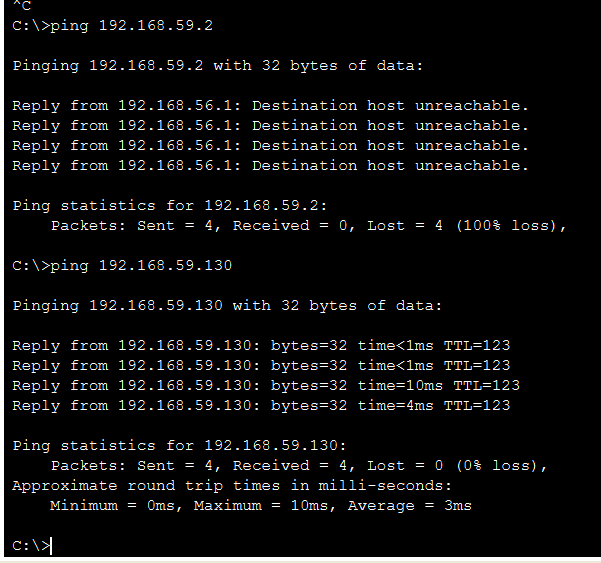 ^C
C:\>ping 192.168.59.2
Pinging 192.168.59.2 with 32 bytes of data:
Reply from 192.168.56.1: Destination host unreachable.
Reply from 192.168.56.1: Destination host unreachable.
Reply from 192.168.56.1: Destination host unreachable.
Reply from 192.168.56.1: Destination host unreachable.
Ping statistics for 192.168.59.2:
    Packets: Sent = 4, Received = 0, Lost = 4 (100% loss),
C:\>ping 192.168.59.130
Pinging 192.168.59.130 with 32 bytes of data:
Reply from 192.168.59.130: bytes=32 time<1ms TTL=123
Reply from 192.168.59.130: bytes=32 time<1ms TTL=123
Reply from 192.168.59.130: bytes=32 time=10ms TTL=123
Reply from 192.168.59.130: bytes=32 time=4ms TTL=123
Ping statistics for 192.168.59.130:
    Packets: Sent = 4, Received = 4, Lost = 0 (0% loss),
Approximate round trip times in milli-seconds:
    Minimum = 0ms, Maximum = 10ms, Average = 3ms
C:\>